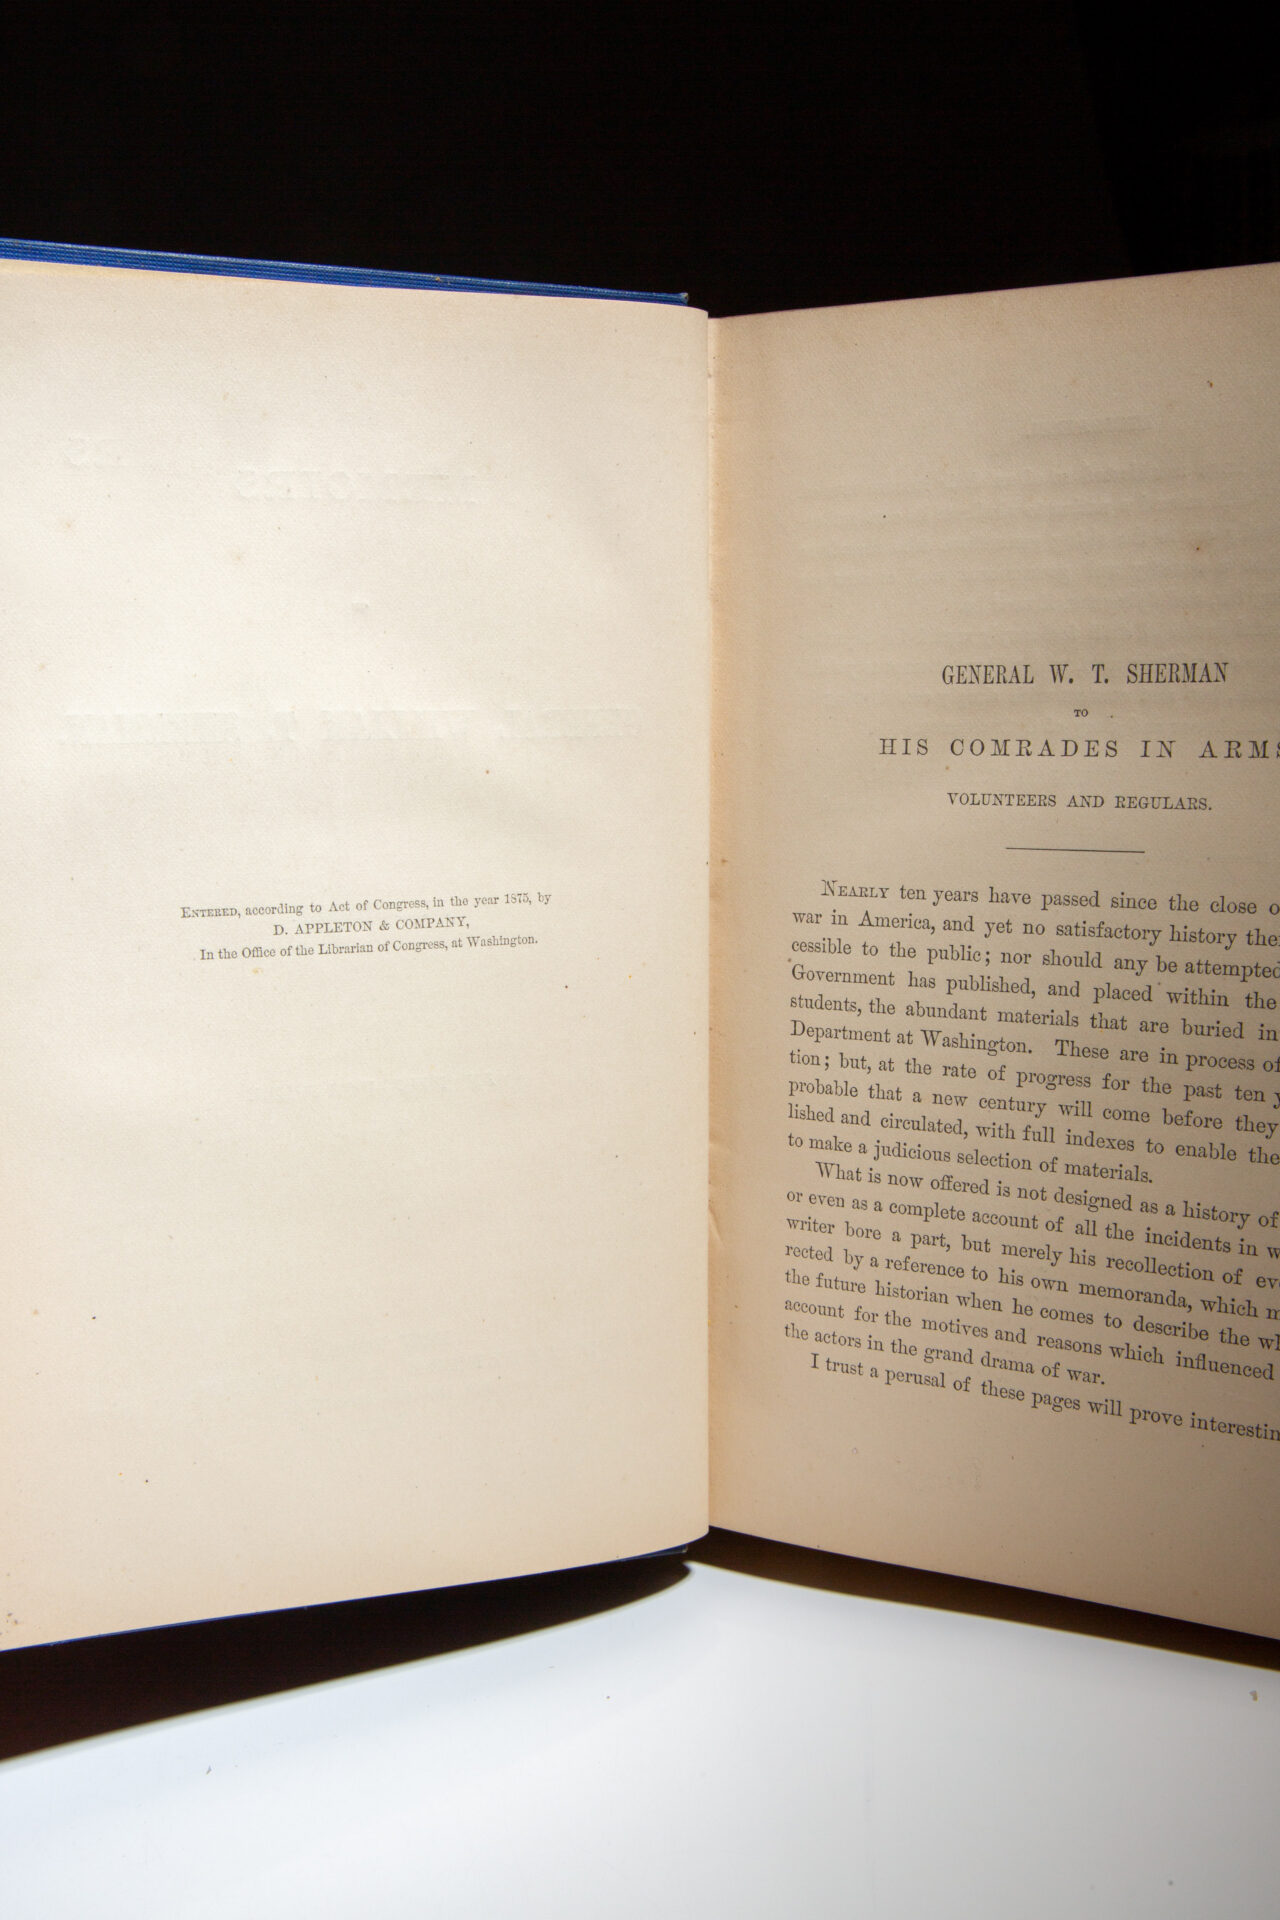 ENTERED, according to Act of Congress, in the year 1875, by
D. APPLETON & COMPANY,
In the Office of the Librarian of Congress, at Washington.
GENERAL W. T. SHERMAN
TO
HIS COMRADES IN ARMS
VOLUNTEERS AND REGULARS.
NEARLY ten years have passed since the close o
war in America, and yet no satisfactory history
cessible to the public; nor should any be attempted
Government has published, and placed within the
students, the abundant materials that are buried in
Department at Washington. These are in process of
tion; but, at the rate of progress for the past ten
probable that a new century will come before they
lished and circulated, with full indexes to enable the
to make a judicious selection of materials.
What is now offered is not designed as a history of
or even as a complete account of all the incidents in w
writer bore a part, but merely his recollection of ev
rected by a reference to his own memoranda, which m
the future historian when he comes to describe the wh
account for the motives and reasons which influenced
the actors in the grand drama of war.
I trust a perusal of these pages will prove interestin